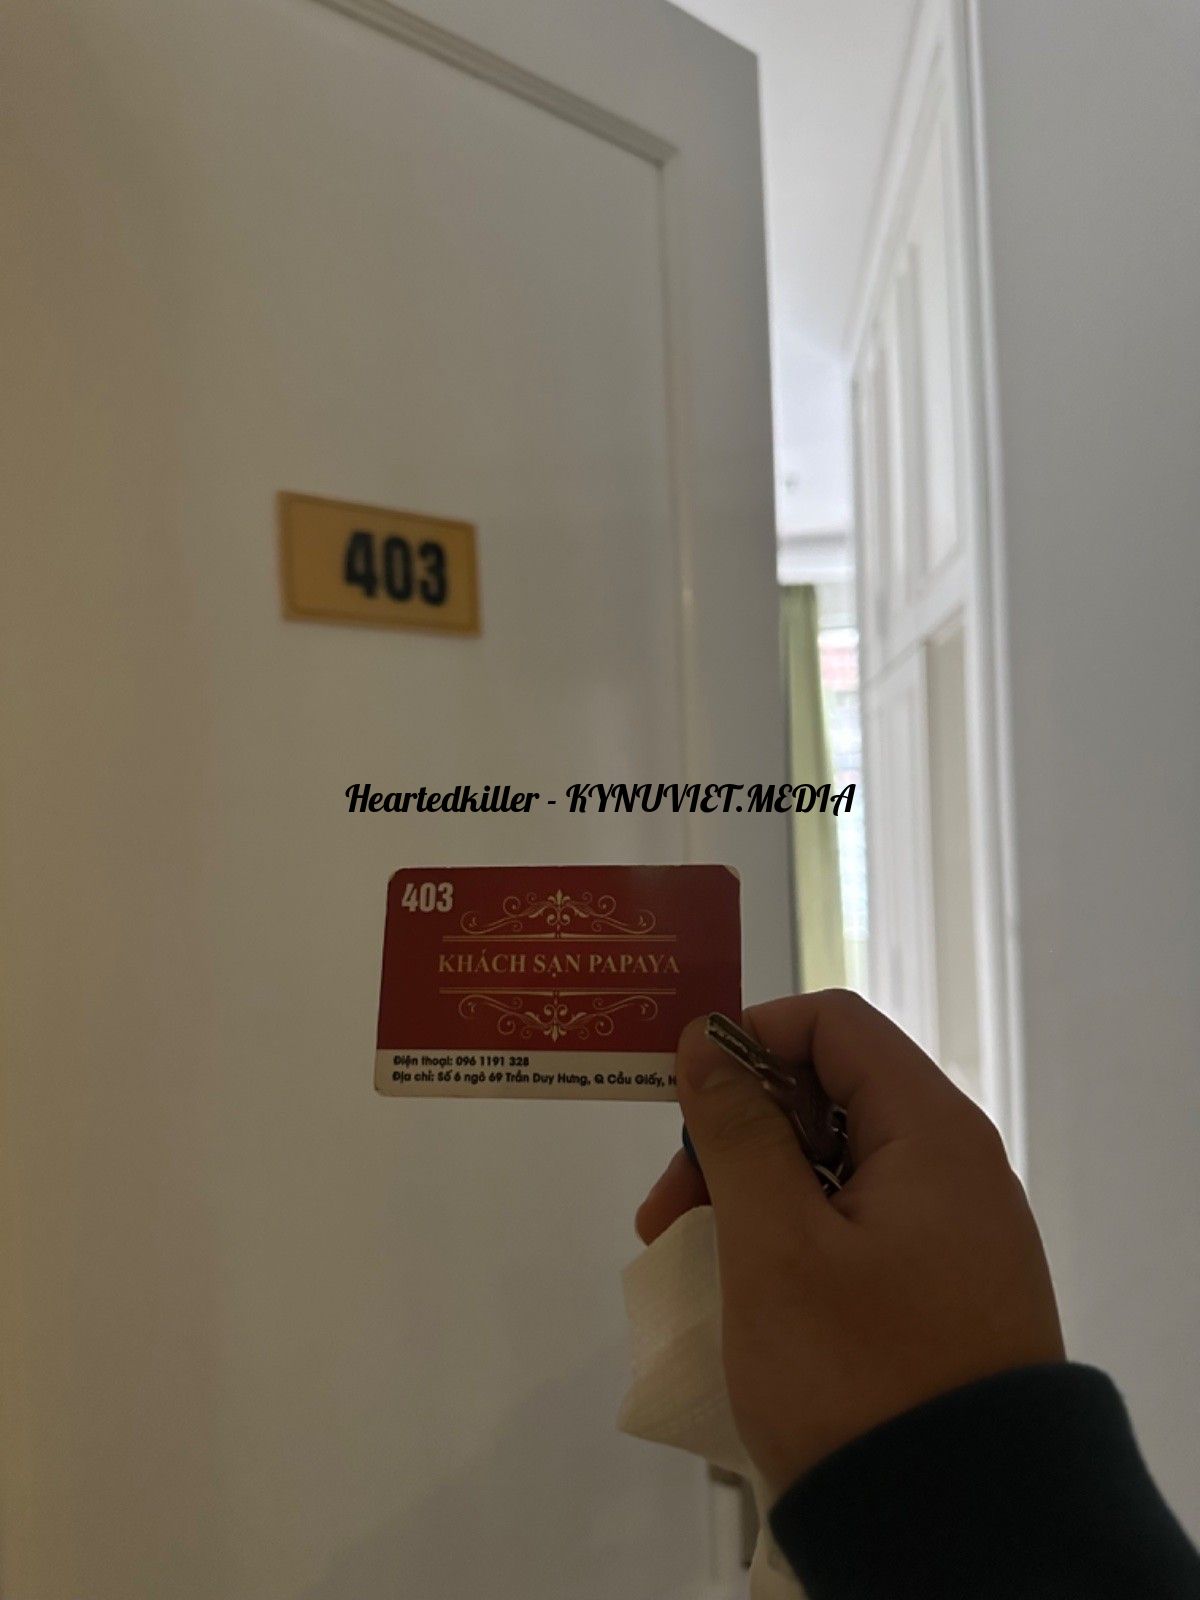 403
Heartedkiller - KYNUVIET.MEDIA
403
KHÁCH SẠN PAPAYA
Điện thoại: 096 1191 328
Địa chỉ: Số 6 ngõ 69 Trần Duy Hưng, Q Cầu Giấy, H